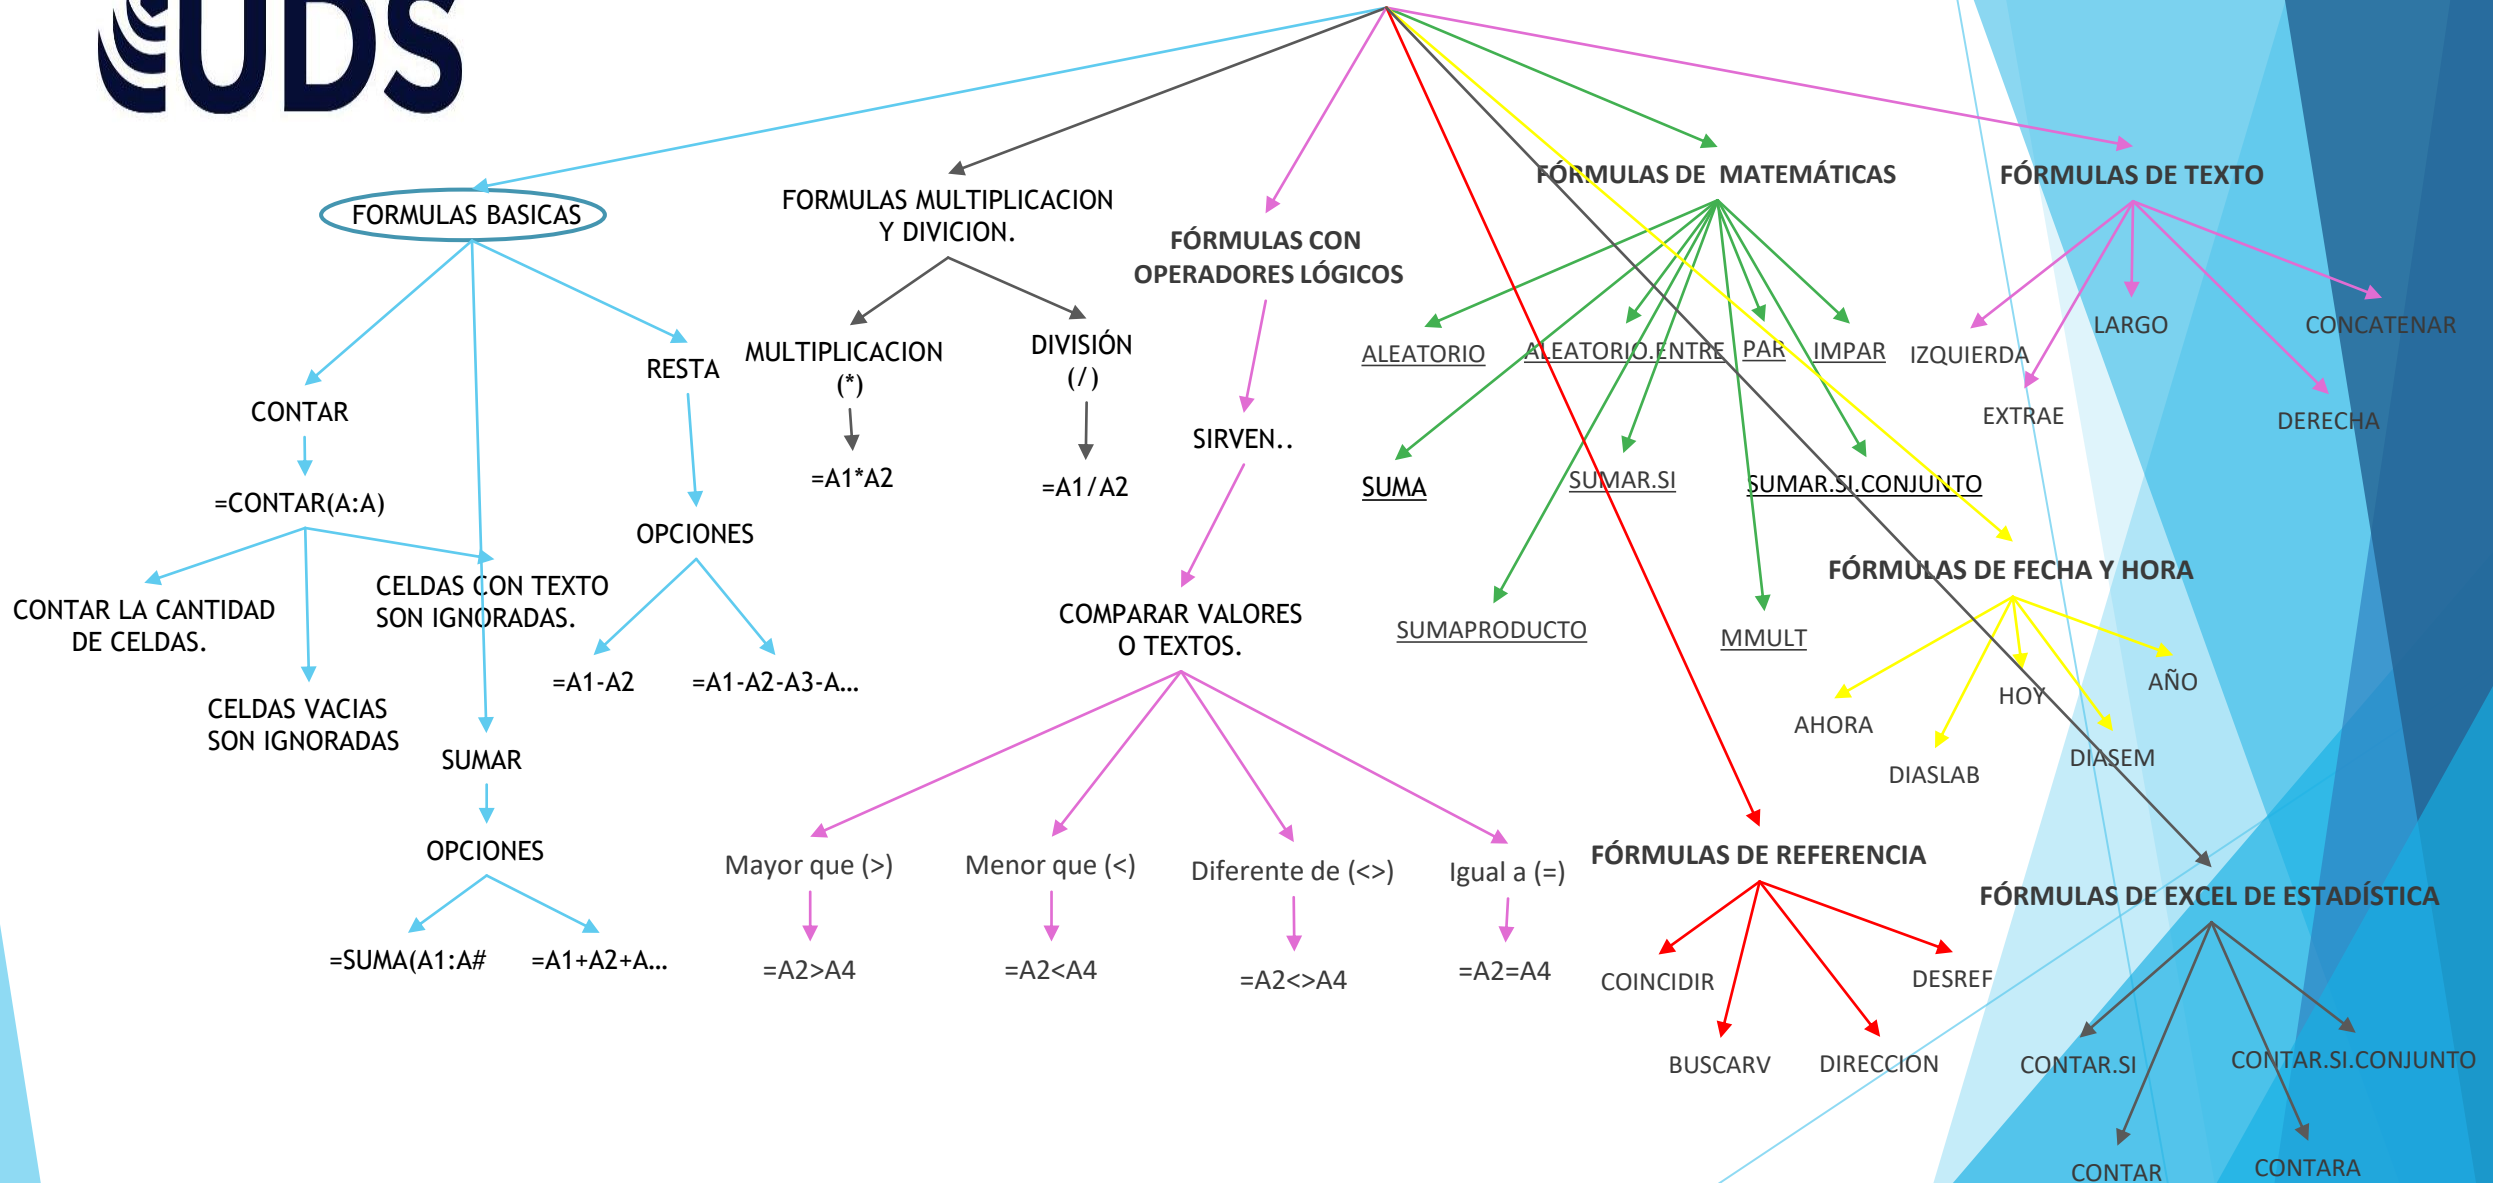 UDS
FORMULAS BASICAS
CONTAR
=CONTAR(A:A)
CONTAR LA CANTIDAD
DE CELDAS.
CELDAS VACIAS
SON IGNORADAS
CELDAS CON TEXTO
SON IGNORADAS.
SUMAR
OPCIONES
=SUMA(A1:A#
=A1+A2+A...
RESTA
OPCIONES
=A1-A2
=A1-A2-A3-A...
FORMULAS MULTIPLICACION
Y DIVICION.
MULTIPLICACION
(*)
=A1*A2
DIVISIÓN
(/)
=A1/A2
FÓRMULAS CON
OPERADORES LÓGICOS
SIRVEN..
COMPARAR VALORES
O TEXTOS.
Mayor que (>)
=A2>A4
Menor que (<)
=A2<A4
Diferente de (<>)
=A2<>A4
Igual a (=)
=A2=A4
FÓRMULAS DE MATEMÁTICAS
ALEATORIO
ALEATORIO.ENTRE
PAR
IMPAR
SUMA
SUMAR.SI
SUMAR.SI.CONJUNTO
SUMAPRODUCTO
MMULT
FÓRMULAS DE TEXTO
IZQUIERDA
LARGO
CONCATENAR
EXTRAE
DERECHA
FÓRMULAS DE FECHA Y HORA
AHORA
HOY
AÑO
DIASLAB
DIASEM
FÓRMULAS DE REFERENCIA
COINCIDIR
DESREF
BUSCARV
DIRECCION
FÓRMULAS DE EXCEL DE ESTADÍSTICA
CONTAR.SI
CONTAR.SI.CONJUNTO
CONTAR
CONTARA